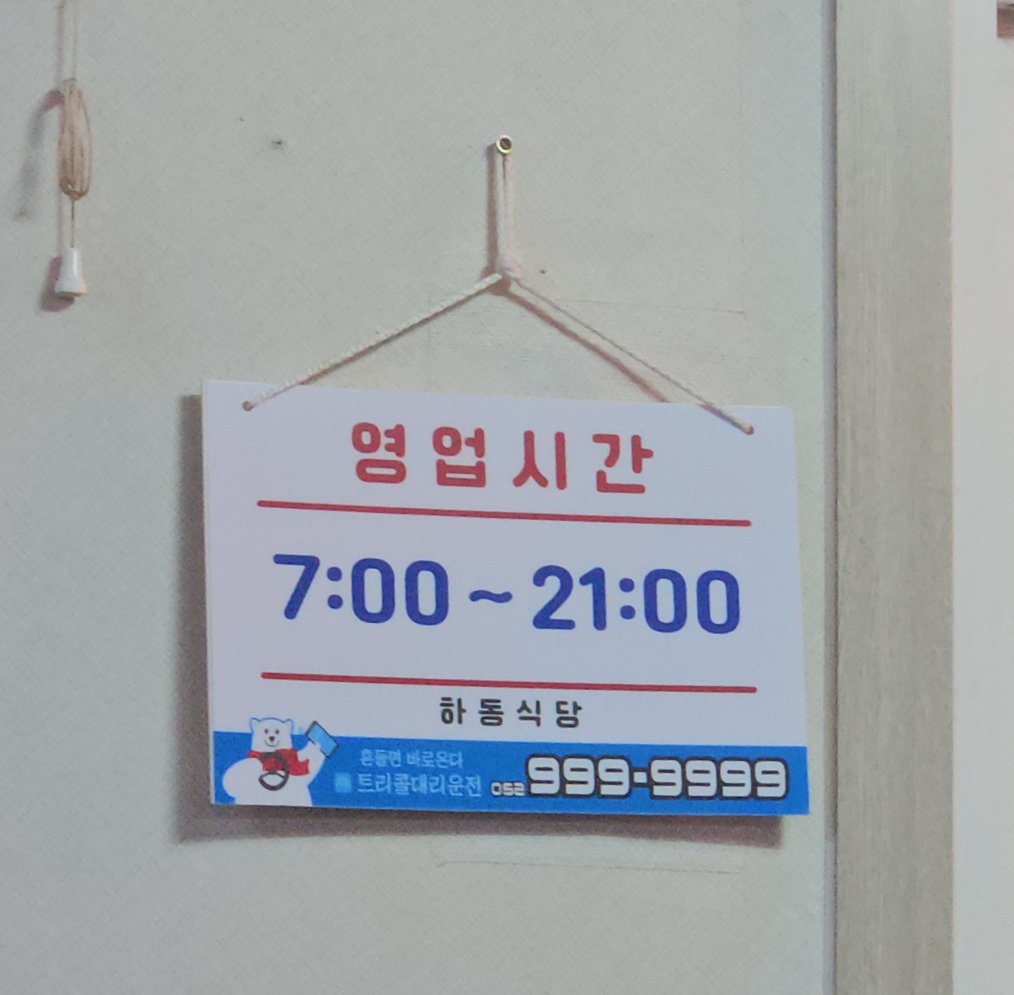 영업시간
7:00 ~ 21:00
하동식당
흔들면 바로온다
트리콜대리운전 052 999-9999